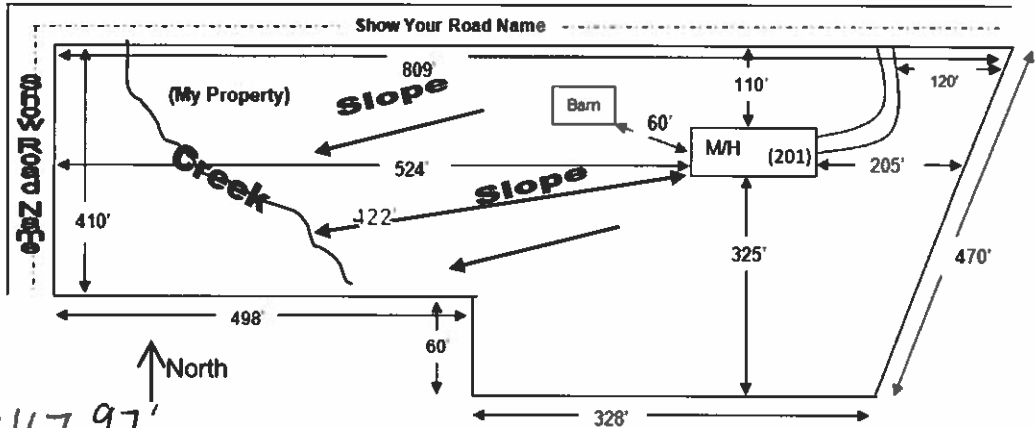 Show Your Road Name
809'
110'
120'
Show Road Name
(My Property)
Slope
Barn
60'
M/H
(201)
Creek
524'
205'
Slope
410'
122'
325'
470'
498'
60'
North
97'
328'